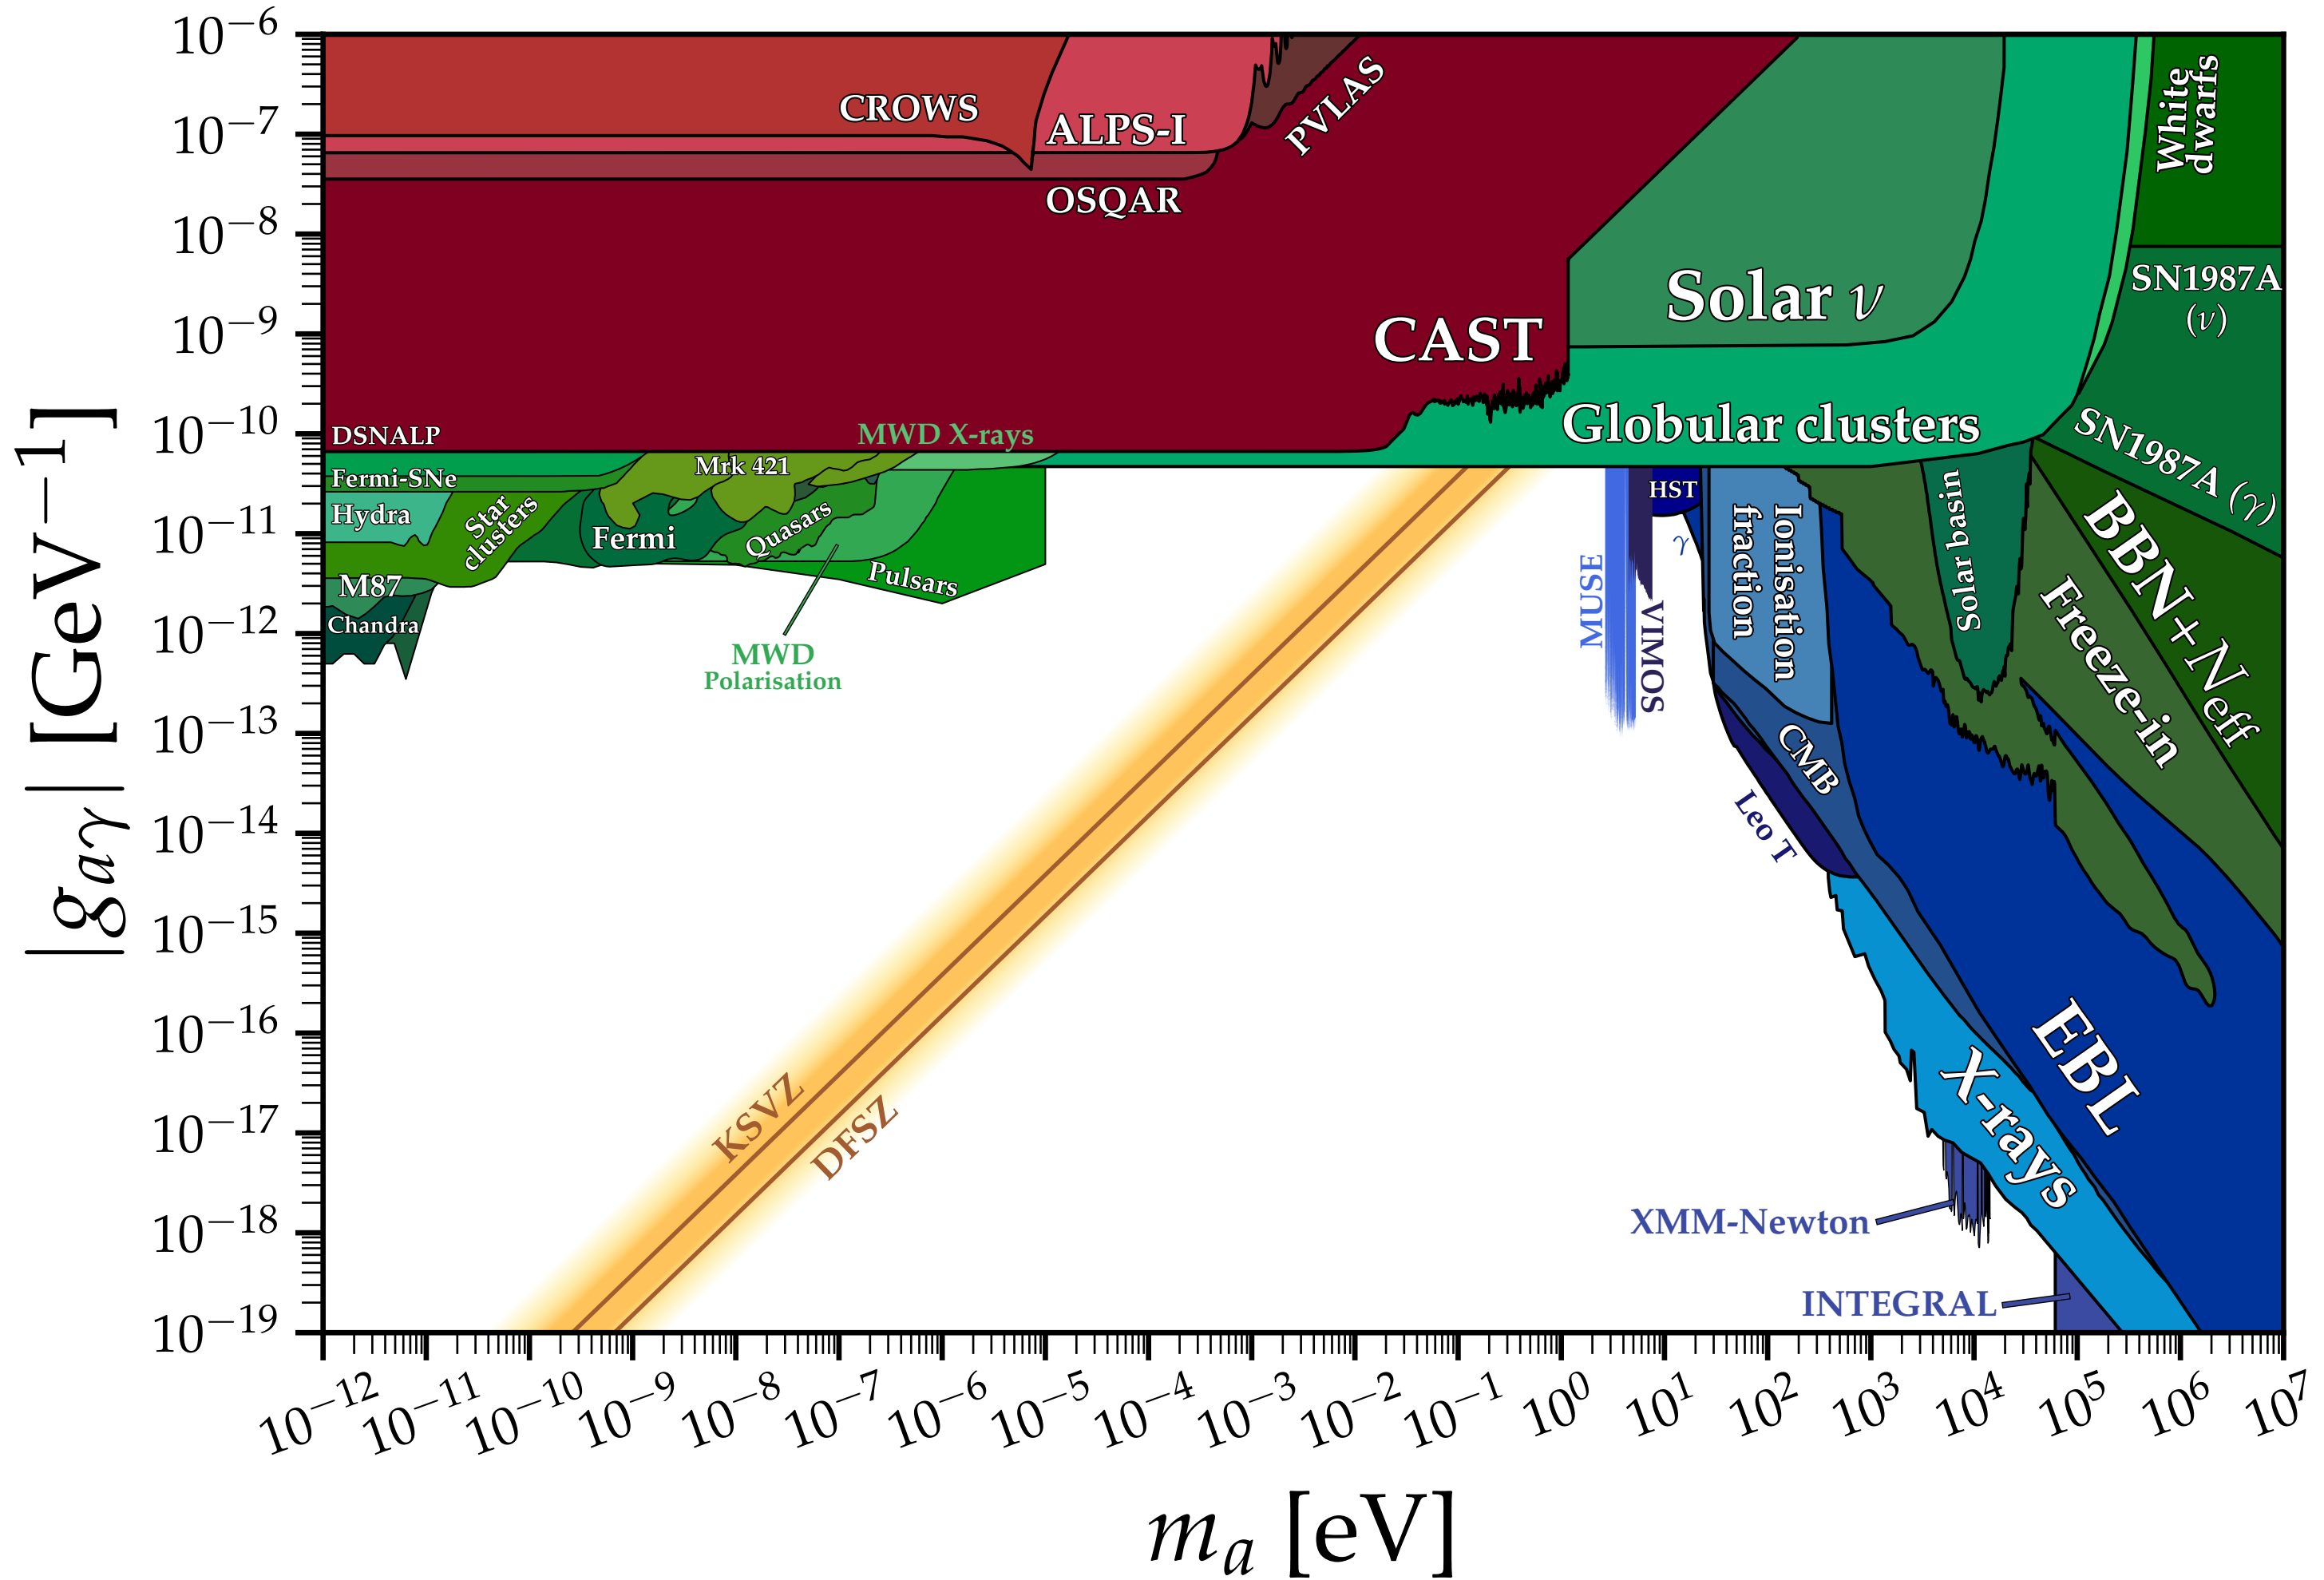 10−6
10−7
10−8
10−9
10−10
10−11
10−12
10−13
10−14
10−15
10−16
10−17
10−18
10−19
|gaγ| [GeV−1]
CROWS
ALPS-I
OSQAR
PVLAS
CAST
Solar ν
Globular clusters
White
dwarfs
SN1987A
(ν)
SN1987A (γ)
DSNALP
Fermi-SNe
Hydra
M87
Chandra
Star
clusters
Mrk 421
Fermi
Quasars
MWD X-rays
Pulsars
MWD
Polarisation
KSVZ
DFSZ
MUSE
VIMOS
HST
γ
Ionisation
fraction
Solar basin
BBN+Neff
Freeze-in
CMB
Leo T
EBL
X-rays
XMM-Newton
INTEGRAL
10−12
10−11
10−10
10−9
10−8
10−7
10−6
10−5
10−4
10−3
10−2
10−1
100
101
102
103
104
105
106
107
ma [eV]